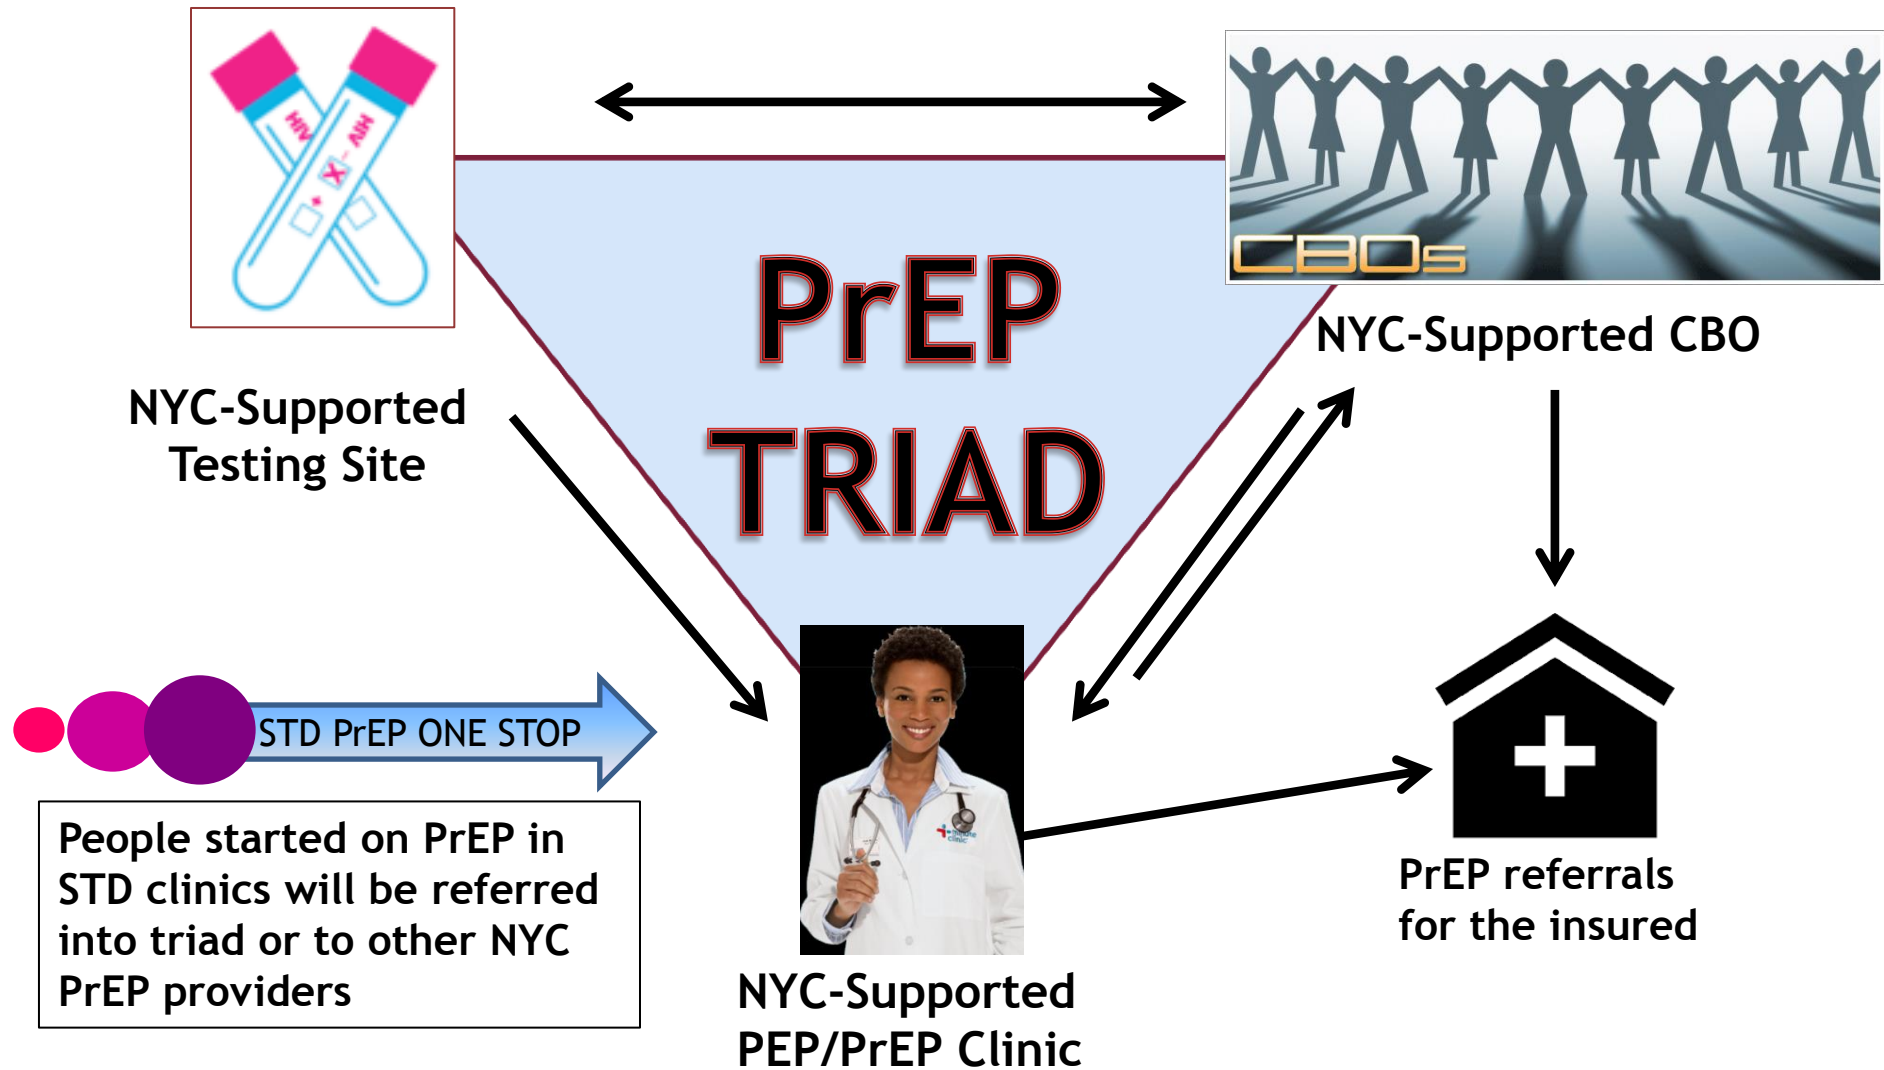 HIV
HIV
CBOs
PrEP
TRIAD
NYC-Supported CBO
NYC-Supported
Testing Site
STD PrEP ONE STOP
People started on PrEP in
STD clinics will be referred
into triad or to other NYC
PrEP providers
minute
clinic
PrEP referrals
for the insured
NYC-Supported
PEP/PrEP Clinic